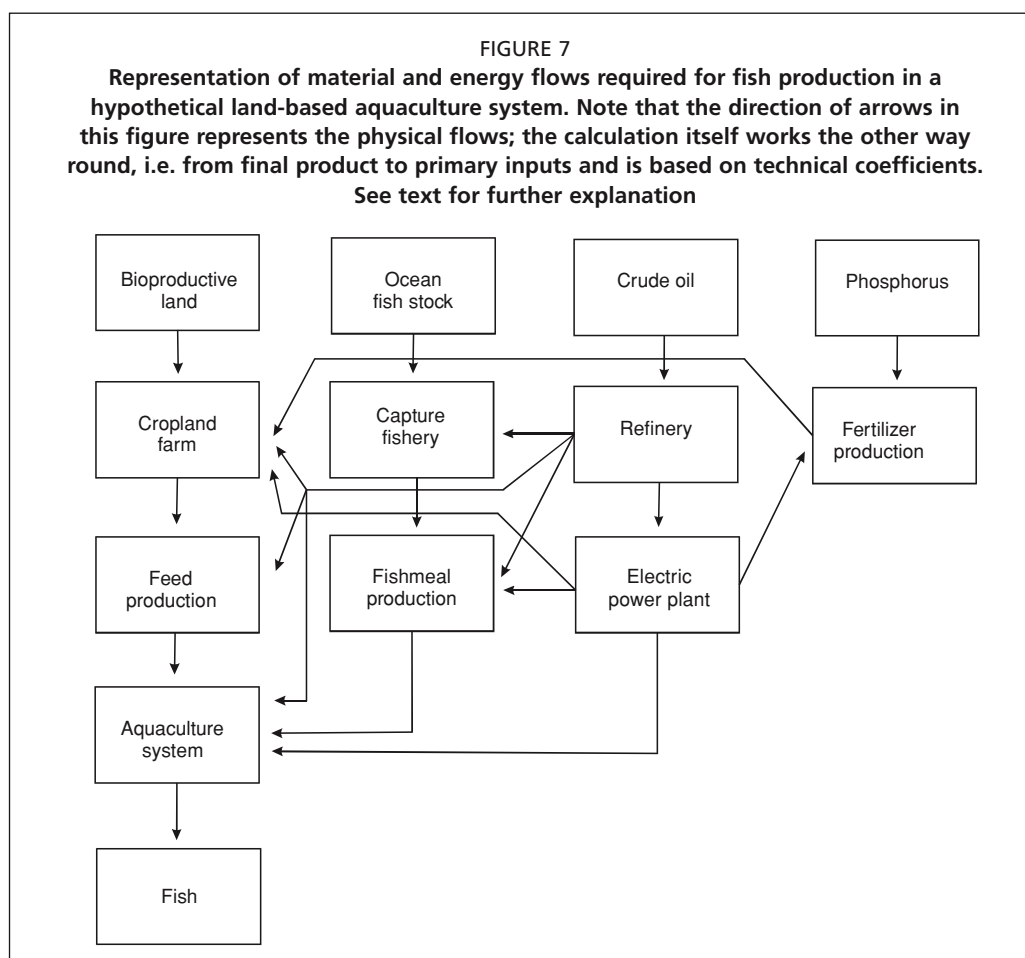 FIGURE 7
Representation of material and energy flows required for fish production in a
hypothetical land-based aquaculture system. Note that the direction of arrows in
this figure represents the physical flows; the calculation itself works the other way
round, i.e. from final product to primary inputs and is based on technical coefficients.
See text for further explanation
Bioproductive
land
Ocean
fish stock
Crude oil
Phosphorus
Cropland
farm
Capture
fishery
Refinery
Fertilizer
production
Feed
production
Fishmeal
production
Electric
power plant
Aquaculture
system
Fish